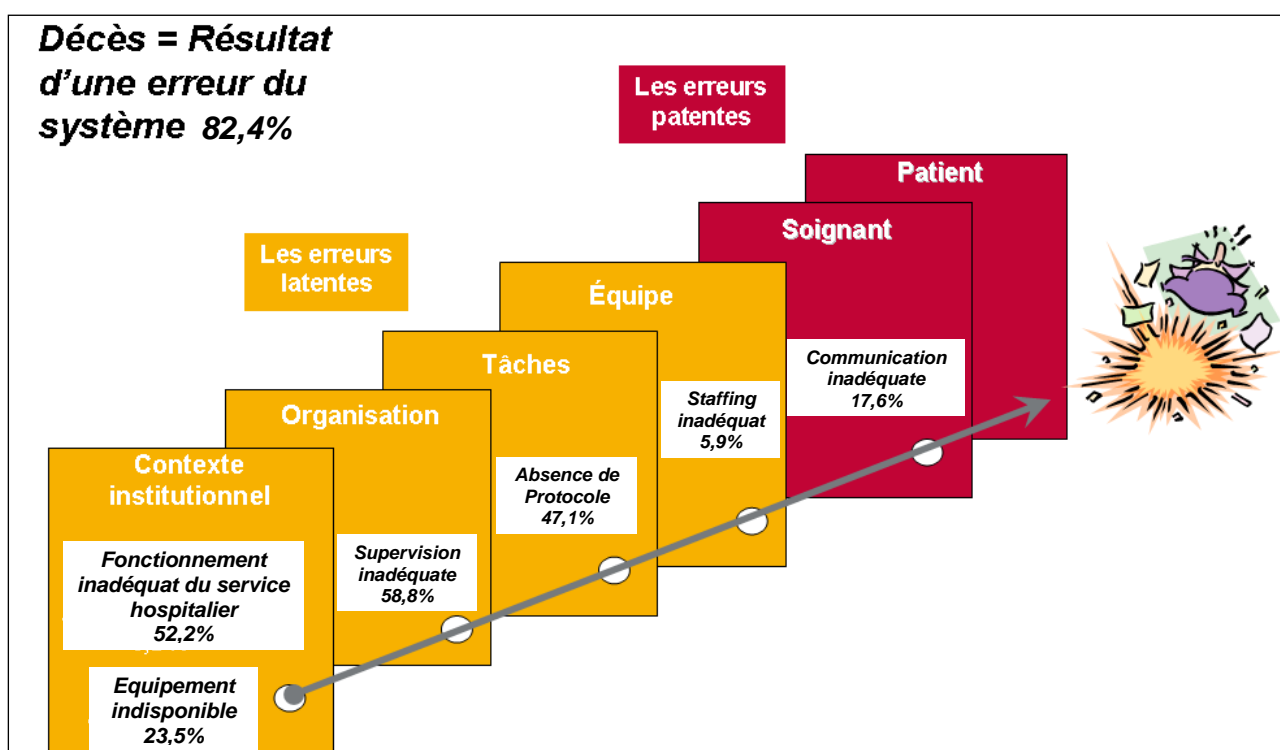 Décès = Résultat
d'une erreur du
système 82,4%
Les erreurs
patentes
Patient
Soignant
Les erreurs
latentes
Équipe
Tâches
Communication
inadéquate
17,6%
Staffing
inadéquat
5,9%
Organisation
Absence de
Protocole
47,1%
Contexte
institutionnel
Supervision
inadéquate
58,8%
Fonctionnement
inadéquat du service
hospitalier
52,2%
Equipement
indisponible
23,5%